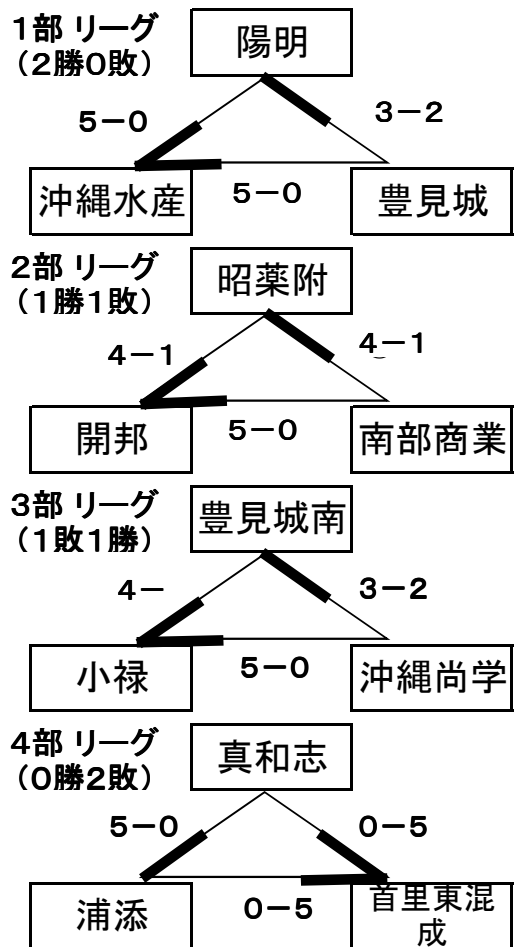 1部 リーグ
（2勝0敗）
陽明
5－0
3－2
沖縄水産
5－0
豊見城
2部 リーグ
（1勝1敗）
昭薬附
4－1
4－1
開邦
5－0
南部商業
3部 リーグ
（1敗1勝）
豊見城南
4－
3－2
小禄
5－0
沖縄尚学
4部 リーグ
（0勝2敗）
真和志
5－0
0－5
浦添
0－5
首里東混
成